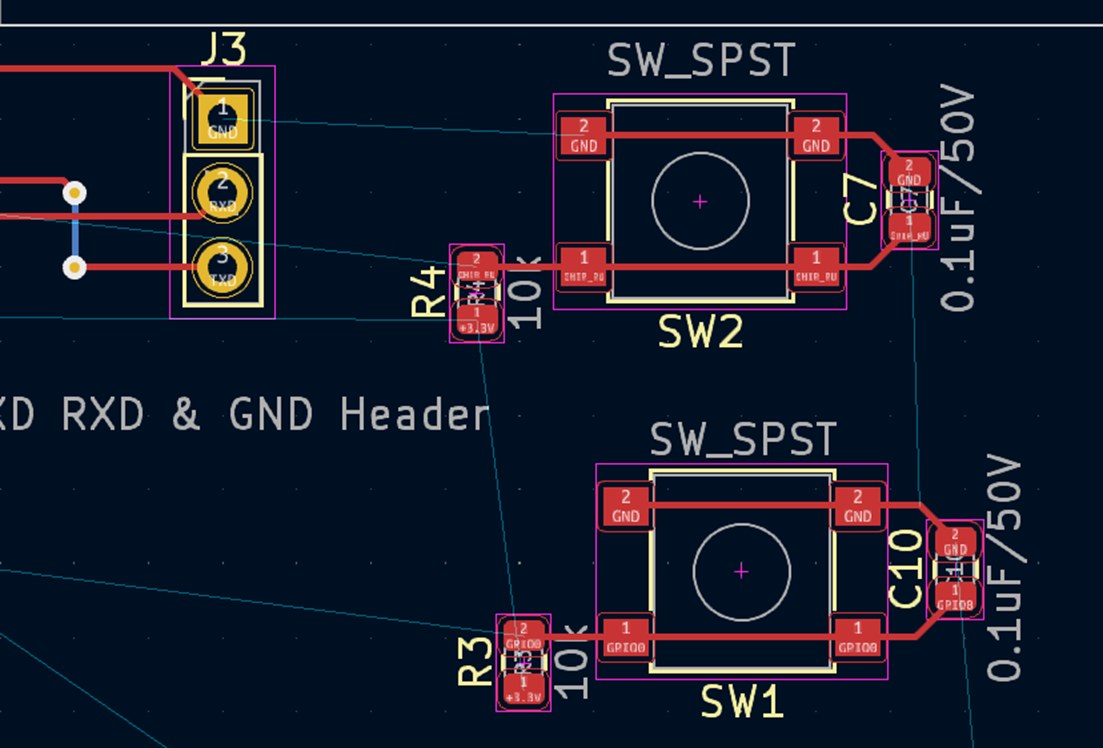 J3
SW_SPST
1
GND
2
RXD
3
TXD
2
GND
2
GND
1
CHIP_PU
1
CHIP_PU
SW2
C7
2
GND
1
CHIP_PU
0.1uF/50V
R4
2
CHIP_PU
R4
1
+3.3V
10k
XD RXD & GND Header
SW_SPST
2
GND
2
GND
1
GPIO0
1
GPIO0
SW1
C10
2
GND
1
GPIO0
0.1uF/50V
R3
2
GPIO0
R3
1
+3.3V
10k